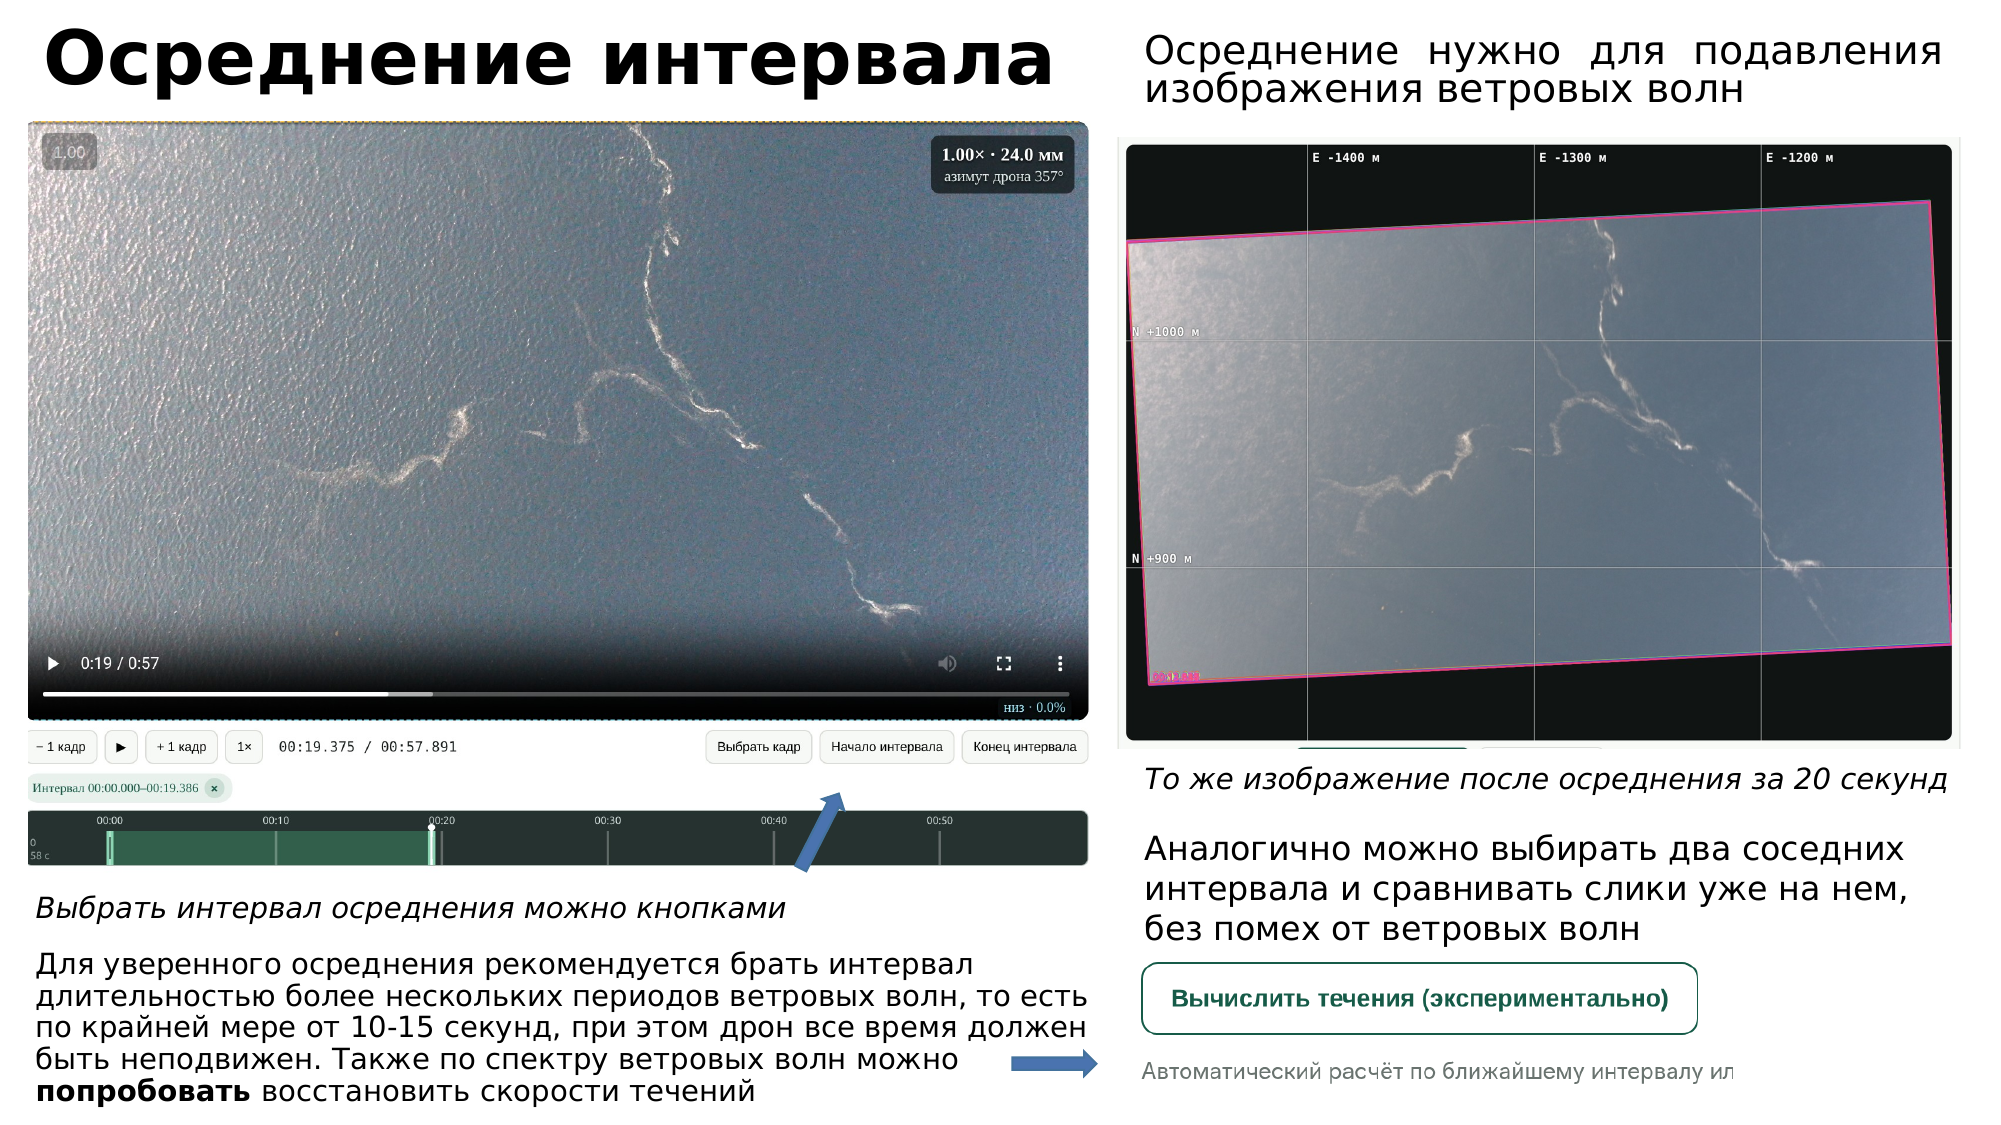 Осреднение интервала
1.00
1.00× · 24.0 мм
азимут дрона 357°
0:19 / 0:57
низ · 0.0%
− 1 кадр
+ 1 кадр
1×
00:19.375 / 00:57.891
Выбрать кадр
Начало интервала
Конец интервала
Интервал 00:00.000–00:19.386 ×
00:00
00:10
00:20
00:30
00:40
00:50
0
58 с
Выбрать интервал осреднения можно кнопками
Для уверенного осреднения рекомендуется брать интервал
длительностью более нескольких периодов ветровых волн, то есть
по крайней мере от 10-15 секунд, при этом дрон все время должен
быть неподвижен. Также по спектру ветровых волн можно
попробовать восстановить скорости течений
Осреднение нужно для подавления
изображения ветровых волн
E -1400 м
E -1300 м
E -1200 м
N +1000 м
N +900 м
То же изображение после осреднения за 20 секунд
Аналогично можно выбирать два соседних
интервала и сравнивать слики уже на нем,
без помех от ветровых волн
Вычислить течения (экспериментально)
Автоматический расчёт по ближайшему интервалу ил